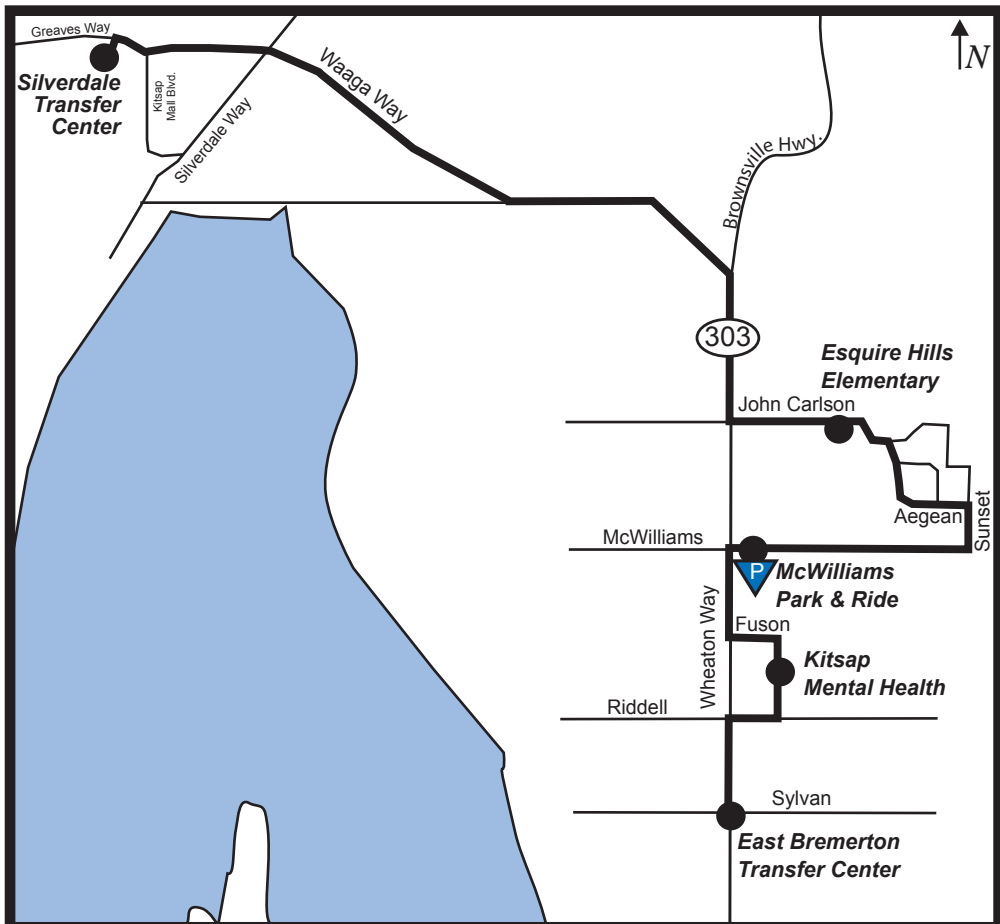 Greaves Way
N
Silverdale
Transfer
Center
Kitsap
Mall Blvd.
Silverdale Way
Waaga Way
Brownsville Hwy.
303
Esquire Hills
Elementary
John Carlson
Aegean
Sunset
McWilliams
P
McWilliams
Park & Ride
Wheaton Way
Fuson
Kitsap
Mental Health
Riddell
Sylvan
East Bremerton
Transfer Center